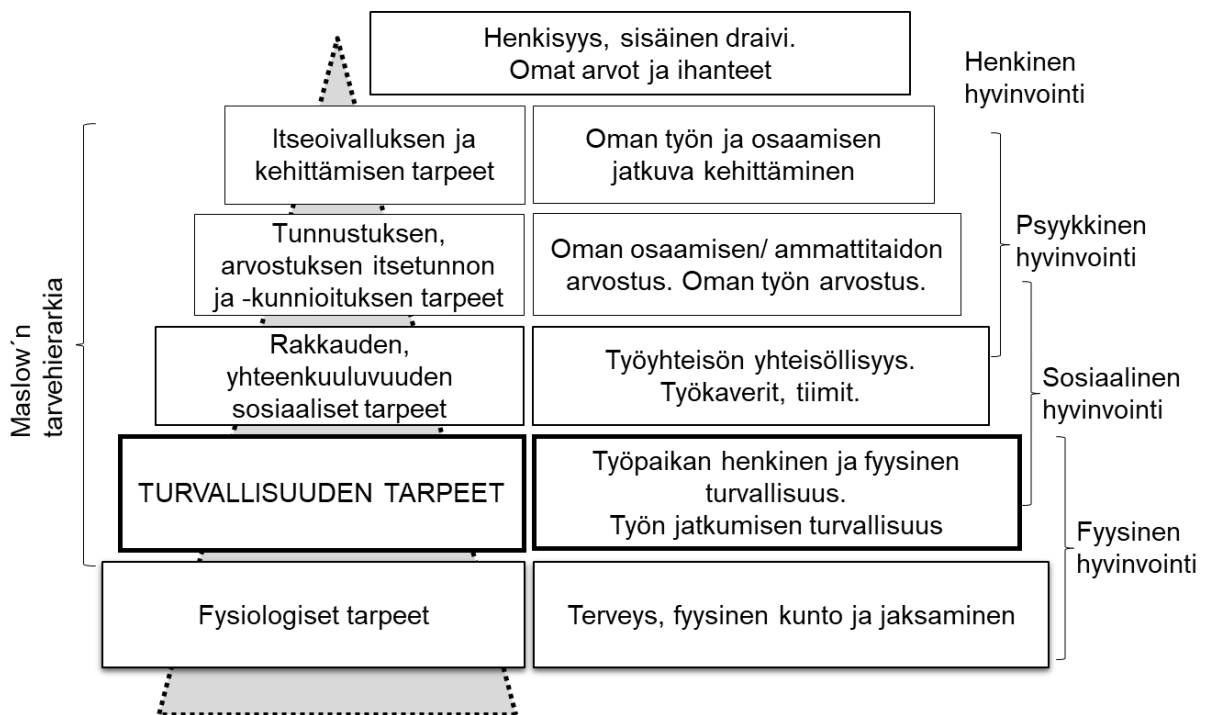 Henkisyys, sisäinen draivi.
Omat arvot ja ihanteet
Henkinen
hyvinvointi
Itseoivalluksen ja
kehittämisen tarpeet
Oman työn ja osaamisen
jatkuva kehittäminen
Psyykkinen
hyvinvointi
Tunnustuksen,
arvostuksen itsetunnon
ja -kunnioituksen tarpeet
Oman osaamisen/ ammattitaidon
arvostus. Oman työn arvostus.
Maslow´n
tarvehierarkia
Rakkauden,
yhteenkuuluvuuden
sosiaaliset tarpeet
Työyhteisön yhteisöllisyys.
Työkaverit, tiimit.
Sosiaalinen
hyvinvointi
TURVALLISUUDEN TARPEET
Työpaikan henkinen ja fyysinen
turvallisuus.
Työn jatkumisen turvallisuus
Fyysinen
hyvinvointi
Fysiologiset tarpeet
Terveys, fyysinen kunto ja jaksaminen